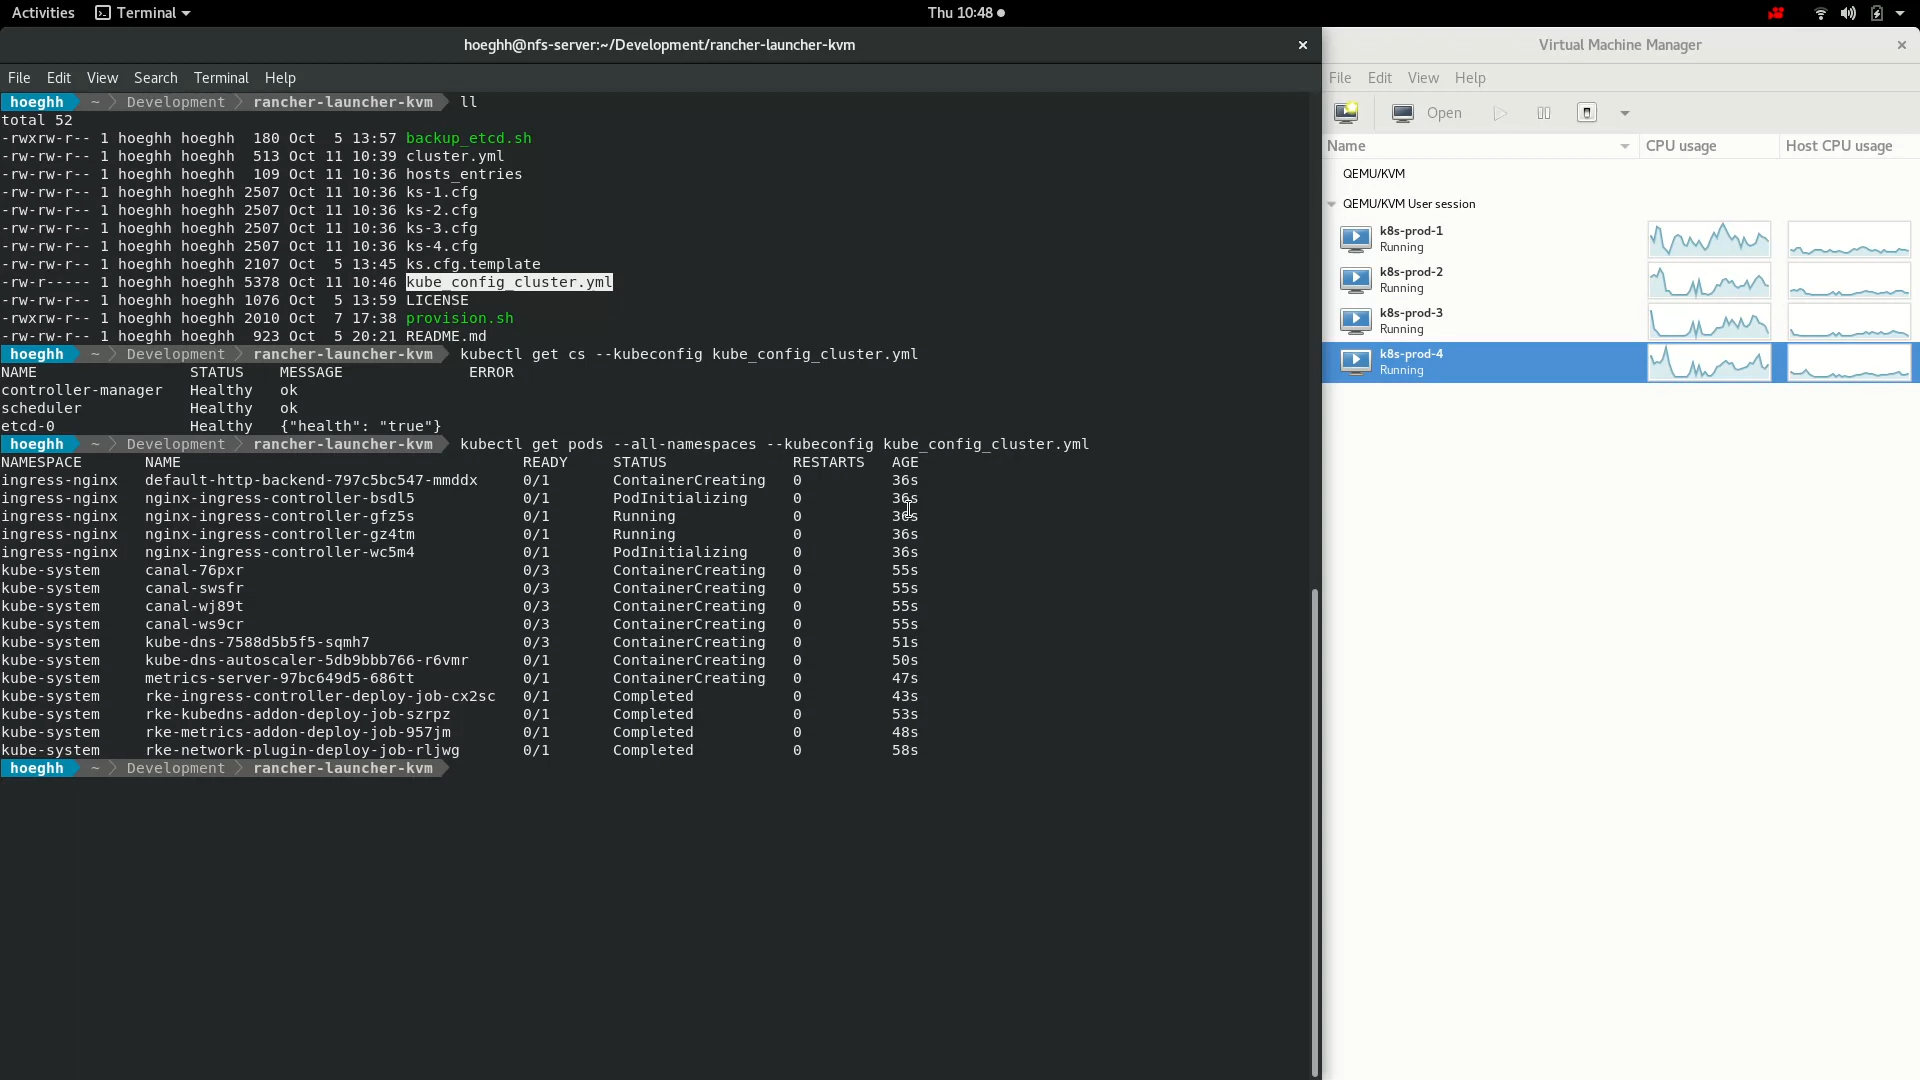 Activities Terminal Thu 10:48
hoeghh@nfs-server:~/Development/rancher-launcher-kvm
File Edit View Search Terminal Help
hoeghh ~ Development rancher-launcher-kvm ll
total 52
-rwxrw-r-- 1 hoeghh hoeghh  180 Oct  5 13:57 backup_etcd.sh
-rw-rw-r-- 1 hoeghh hoeghh  513 Oct 11 10:39 cluster.yml
-rw-rw-r-- 1 hoeghh hoeghh  109 Oct 11 10:36 hosts_entries
-rw-rw-r-- 1 hoeghh hoeghh 2507 Oct 11 10:36 ks-1.cfg
-rw-rw-r-- 1 hoeghh hoeghh 2507 Oct 11 10:36 ks-2.cfg
-rw-rw-r-- 1 hoeghh hoeghh 2507 Oct 11 10:36 ks-3.cfg
-rw-rw-r-- 1 hoeghh hoeghh 2507 Oct 11 10:36 ks-4.cfg
-rw-rw-r-- 1 hoeghh hoeghh 2107 Oct  5 13:45 ks.cfg.template
-rw-r----- 1 hoeghh hoeghh 5378 Oct 11 10:46 kube_config_cluster.yml
-rw-rw-r-- 1 hoeghh hoeghh 1076 Oct  5 13:59 LICENSE
-rwxrw-r-- 1 hoeghh hoeghh 2010 Oct  7 17:38 provision.sh
-rw-rw-r-- 1 hoeghh hoeghh  923 Oct  5 20:21 README.md
hoeghh ~ Development rancher-launcher-kvm kubectl get cs --kubeconfig kube_config_cluster.yml
NAME STATUS MESSAGE ERROR
controller-manager Healthy ok
scheduler Healthy ok
etcd-0 Healthy {"health": "true"}
hoeghh ~ Development rancher-launcher-kvm kubectl get pods --all-namespaces --kubeconfig kube_config_cluster.yml
NAMESPACE NAME READY STATUS RESTARTS AGE
ingress-nginx default-http-backend-797c5bc547-mmddx 0/1 ContainerCreating 0 36s
ingress-nginx nginx-ingress-controller-bsdl5 0/1 PodInitializing 0 36s
ingress-nginx nginx-ingress-controller-gfz5s 0/1 Running 0 36s
ingress-nginx nginx-ingress-controller-gz4tm 0/1 Running 0 36s
ingress-nginx nginx-ingress-controller-wc5m4 0/1 PodInitializing 0 36s
kube-system canal-76pxr 0/3 ContainerCreating 0 55s
kube-system canal-swsfr 0/3 ContainerCreating 0 55s
kube-system canal-wj89t 0/3 ContainerCreating 0 55s
kube-system canal-ws9cr 0/3 ContainerCreating 0 55s
kube-system kube-dns-7588d5b5f5-sqmh7 0/3 ContainerCreating 0 51s
kube-system kube-dns-autoscaler-5db9bbb766-r6vmr 0/1 ContainerCreating 0 50s
kube-system metrics-server-97bc649d5-686tt 0/1 ContainerCreating 0 47s
kube-system rke-ingress-controller-deploy-job-cx2sc 0/1 Completed 0 43s
kube-system rke-kubedns-addon-deploy-job-szrpz 0/1 Completed 0 53s
kube-system rke-metrics-addon-deploy-job-957jm 0/1 Completed 0 48s
kube-system rke-network-plugin-deploy-job-rljwg 0/1 Completed 0 58s
hoeghh ~ Development rancher-launcher-kvm
Virtual Machine Manager
File Edit View Help
Open
Name CPU usage Host CPU usage
QEMU/KVM
QEMU/KVM User session
k8s-prod-1
Running
k8s-prod-2
Running
k8s-prod-3
Running
k8s-prod-4
Running